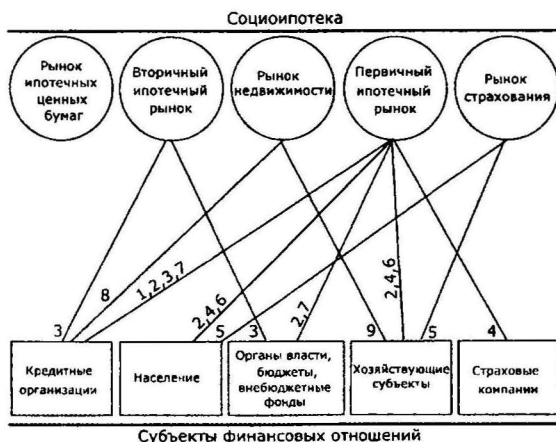 Социоипотека
Рынок
ипотечных
ценных
бумаг
Вторичный
ипотечный
рынок
Рынок
недвижимости
Первичный
ипотечный
рынок
Рынок
страхования
8
1,2,3,7
2,4,6
2,7
2,4,6
3
5
3
9
5
4
Кредитные
организации
Население
Органы власти,
бюджеты,
внебюджетные
фонды
Хозяйствующие
субъекты
Страховые
компании
Субъекты финансовых отношений